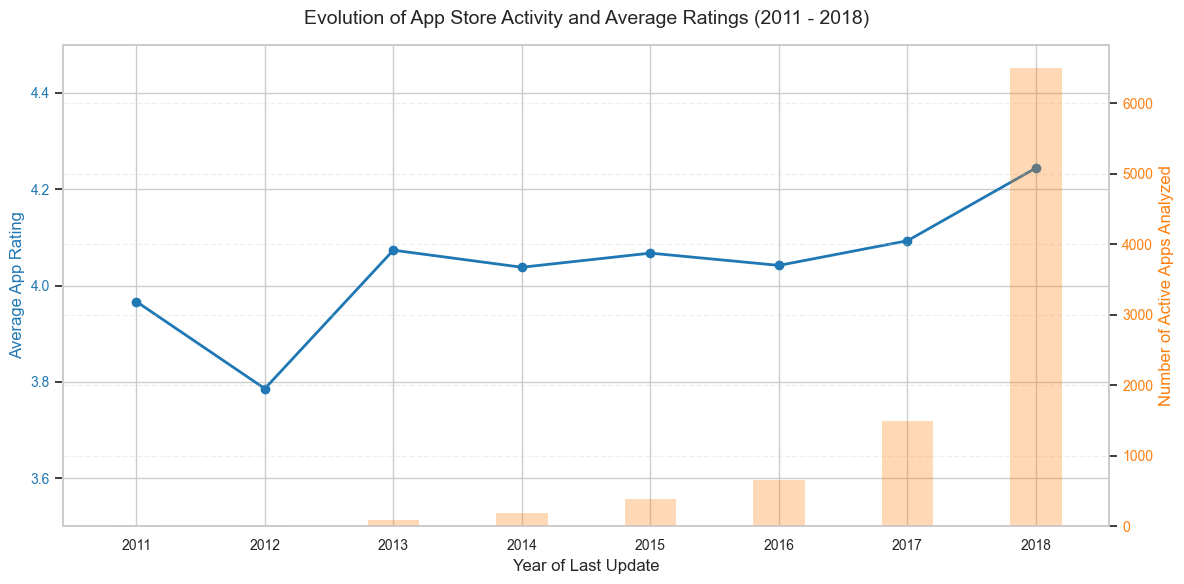 Evolution of App Store Activity and Average Ratings (2011 - 2018)
Average App Rating
4.4
4.2
4.0
3.8
3.6
6000
5000
4000
3000
2000
1000
0
Number of Active Apps Analyzed
2011 2012 2013 2014 2015 2016 2017 2018
Year of Last Update